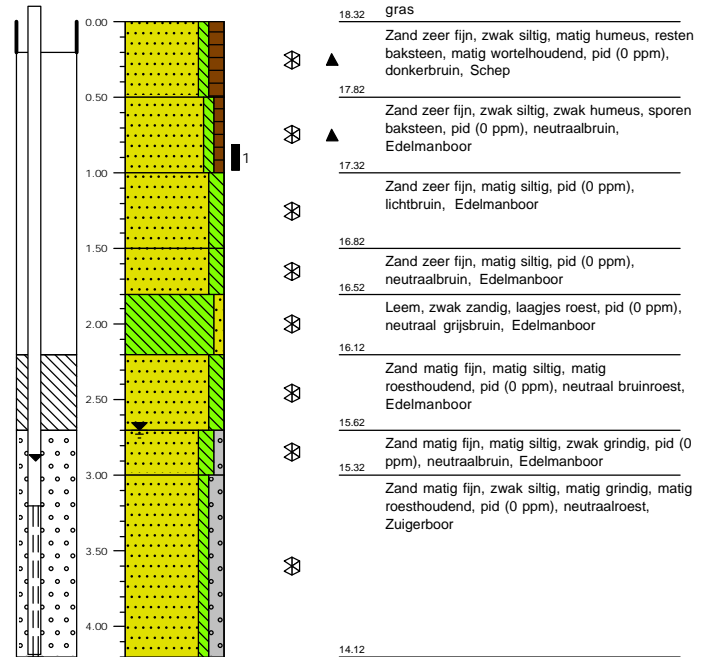 gras
18.32
0.00
Zand zeer fijn, zwak siltig, matig humeus, resten
baksteen, matig wortelhoudend, pid (0 ppm),
donkerbruin, Schep
17.82
0.50
Zand zeer fijn, zwak siltig, zwak humeus, sporen
baksteen, pid (0 ppm), neutraalbruin,
Edelmanboor
1
17.32
1.00
Zand zeer fijn, matig siltig, pid (0 ppm),
lichtbruin, Edelmanboor
16.82
1.50
Zand zeer fijn, matig siltig, pid (0 ppm),
neutraalbruin, Edelmanboor
16.52
Leem, zwak zandig, laagjes roest, pid (0 ppm),
neutraal grijsbruin, Edelmanboor
2.00
16.12
Zand matig fijn, matig siltig, matig
roesthoudend, pid (0 ppm), neutraal bruinroest,
Edelmanboor
2.50
15.62
Zand matig fijn, matig siltig, zwak grindig, pid (0
ppm), neutraalbruin, Edelmanboor
15.32
3.00
Zand matig fijn, zwak siltig, matig grindig, matig
roesthoudend, pid (0 ppm), neutraalroest,
Zuigerboor
3.50
4.00
14.12